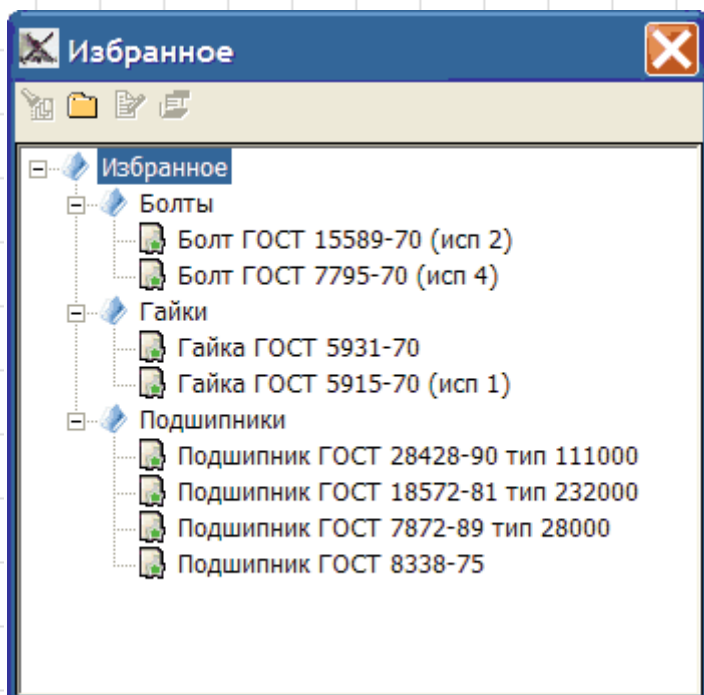 Избранное
Избранное
Болты
Болт ГОСТ 15589-70 (исп 2)
Болт ГОСТ 7795-70 (исп 4)
Гайки
Гайка ГОСТ 5931-70
Гайка ГОСТ 5915-70 (исп 1)
Подшипники
Подшипник ГОСТ 28428-90 тип 111000
Подшипник ГОСТ 18572-81 тип 232000
Подшипник ГОСТ 7872-89 тип 28000
Подшипник ГОСТ 8338-75